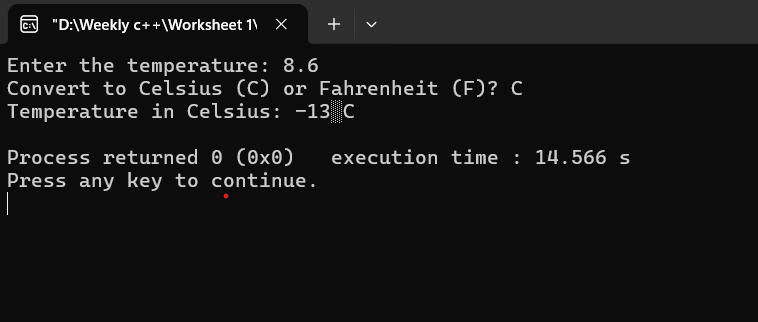 "D:\Weekly c++\Worksheet 1\
Enter the temperature: 8.6
Convert to Celsius (C) or Fahrenheit (F)? C
Temperature in Celsius: -13░C
Process returned 0 (0x0)   execution time : 14.566 s
Press any key to continue.